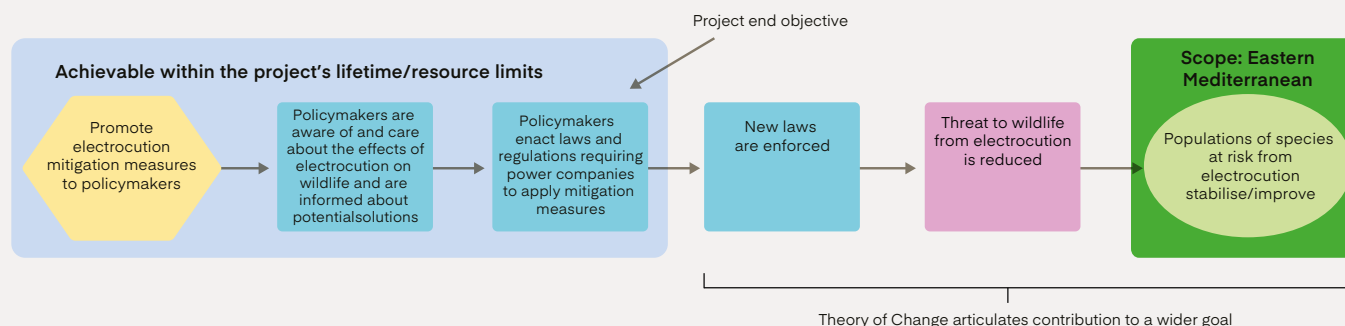 Project end objective
Achievable within the project's lifetime/resource limits
Promote
electrocution
mitigation measures
to policymakers
Policymakers are
aware of and care
about the effects of
electrocution on
wildlife and are
informed about
potentialsolutions
Policymakers
enact laws and
regulations requiring
power companies
to apply mitigation
measures
New laws
are enforced
Threat to wildlife
from electrocution
is reduced
Scope: Eastern
Mediterranean
Populations of species
at risk from
electrocution
stabilise/improve
Theory of Change articulates contribution to a wider goal